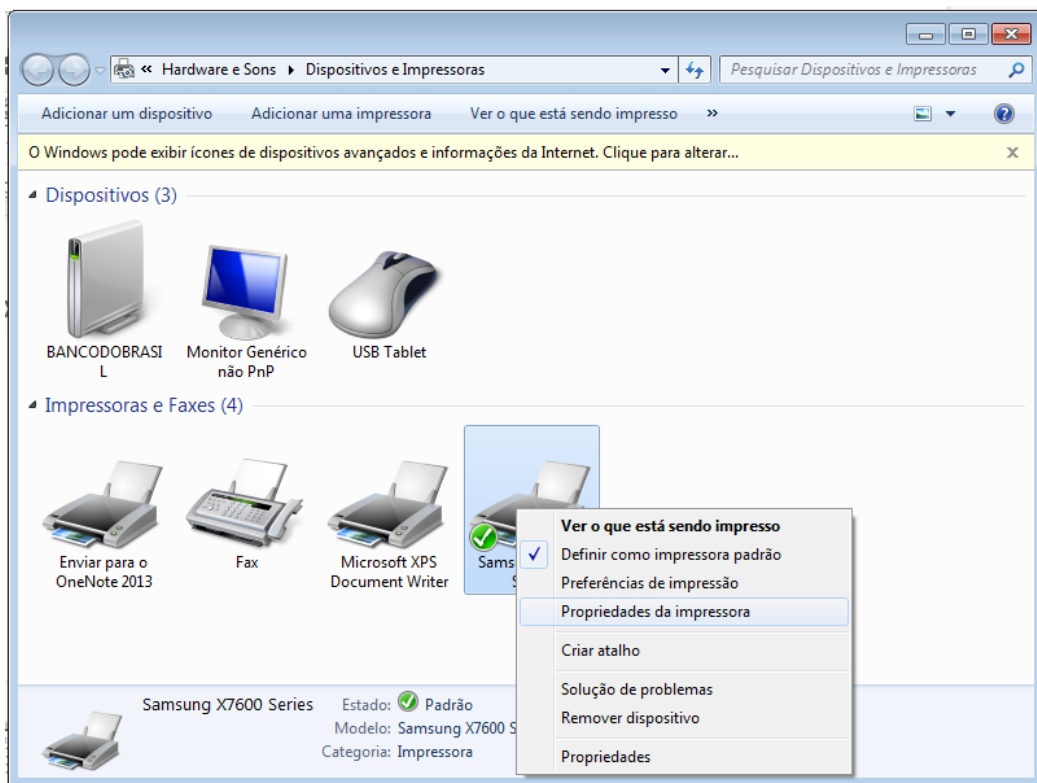 « Hardware e Sons ▸ Dispositivos e Impressoras
Pesquisar Dispositivos e Impressoras
Adicionar um dispositivo Adicionar uma impressora Ver o que está sendo impresso »
O Windows pode exibir ícones de dispositivos avançados e informações da Internet. Clique para alterar...
Dispositivos (3)
BANCODOBRASI
L
Monitor Genérico
não PnP
USB Tablet
Impressoras e Faxes (4)
Enviar para o
OneNote 2013
Fax
Microsoft XPS
Document Writer
Sams
S
Ver o que está sendo impresso
Definir como impressora padrão
Preferências de impressão
Propriedades da impressora
Criar atalho
Solução de problemas
Remover dispositivo
Propriedades
Samsung X7600 Series
Estado: Padrão
Modelo: Samsung X7600 S
Categoria: Impressora